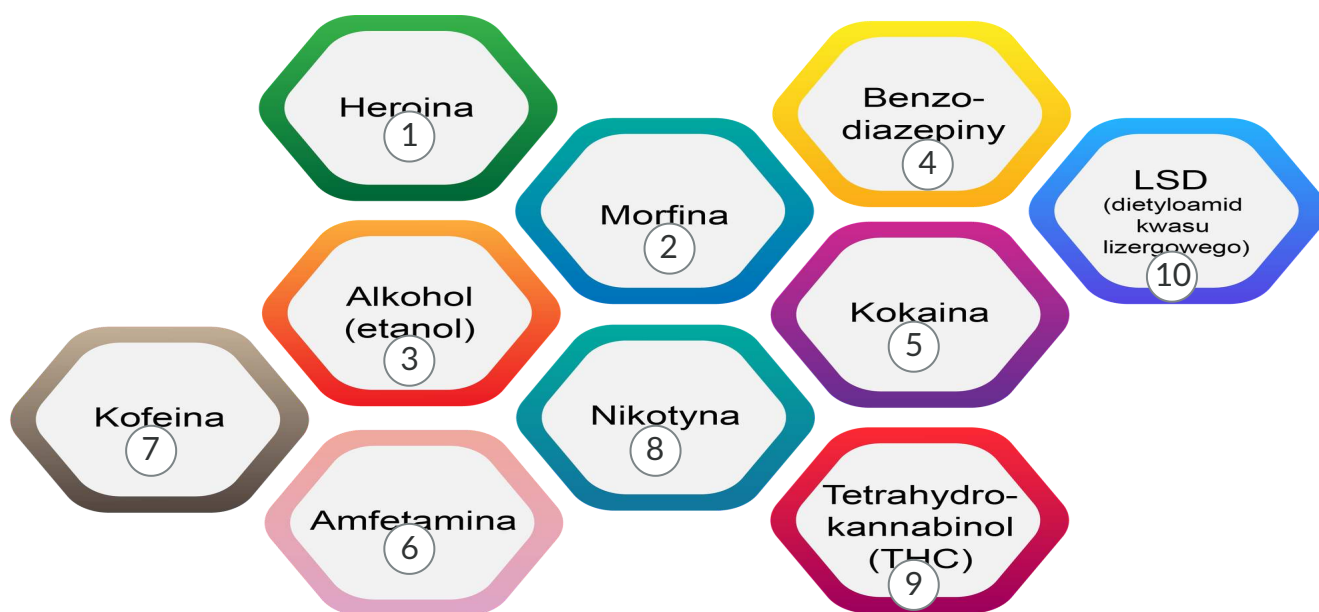 Heroina
1
Morfina
2
Alkohol
(etanol)
3
Benzo-
diazepiny
4
Kokaina
5
Amfetamina
6
Kofeina
7
Nikotyna
8
Tetrahydro-
kannabinol
(THC)
9
LSD
(dietyloamid
kwasu
lizergowego)
10